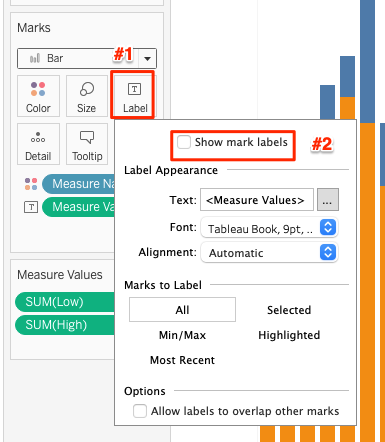 Marks
#1
Bar
T
Color
Size
Label
Detail
Tooltip
Measure Na
T
Measure Va
Measure Values
SUM(Low)
SUM(High)
Show mark labels
#2
Label Appearance
Text:
<Measure Values>
...
Font:
Tableau Book, 9pt, ..
Alignment:
Automatic
Marks to Label
All
Selected
Min/Max
Highlighted
Most Recent
Options
Allow labels to overlap other marks